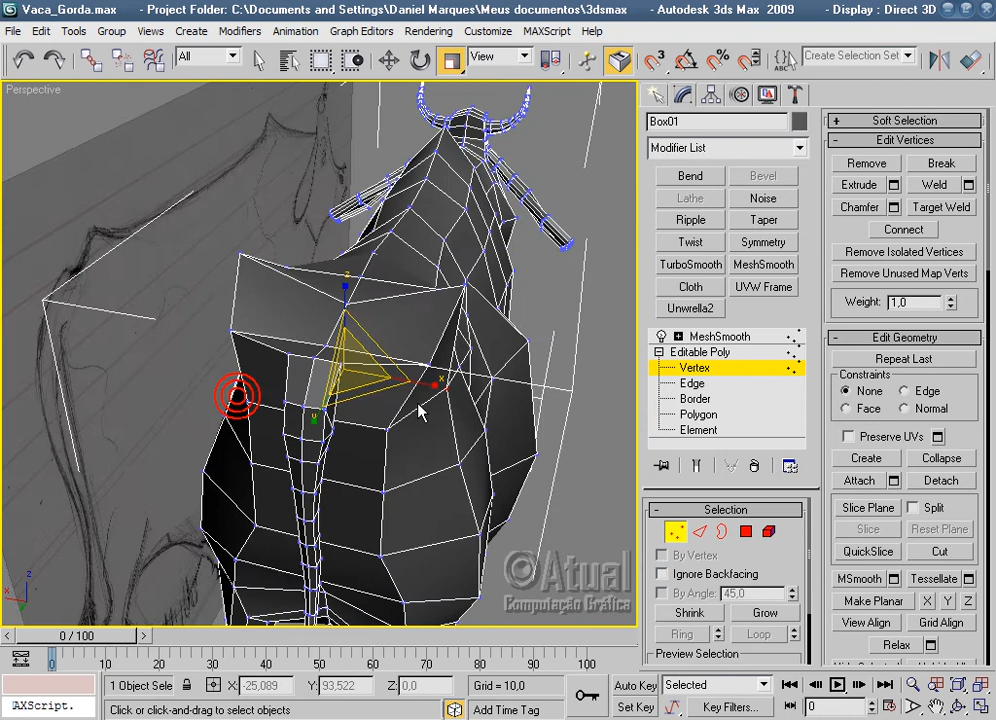 Vaca_Gorda.max - Project Folder: C:\Documents and Settings\Daniel Marques\Meus documentos\3dsmax - Autodesk 3ds Max 2009 - Display : Direct 3D
File Edit Tools Group Views Create Modifiers Animation Graph Editors Rendering Customize MAXScript Help
All View Create Selection Set
Perspective
z
x
Box01
Modifier List
Bend Bevel
Lathe Noise
Ripple Taper
Twist Symmetry
TurboSmooth MeshSmooth
Cloth UVW Frame
Unwrella2
MeshSmooth
Editable Poly
Vertex
Edge
Border
Polygon
Element
Selection
By Vertex
Ignore Backfacing
By Angle: 45,0
Shrink Grow
Ring Loop
Preview Selection
Soft Selection
Edit Vertices
Remove Break
Extrude Weld
Chamfer Target Weld
Connect
Remove Isolated Vertices
Remove Unused Map Verts
Weight: 1,0
Edit Geometry
Repeat Last
Constraints
None Edge
Face Normal
Preserve UVs
Create Collapse
Attach Detach
Slice Plane Split
Slice Reset Plane
QuickSlice Cut
MSmooth Tessellate
Make Planar X Y Z
View Align Grid Align
Relax
©Atual
Computação Gráfica
z
x
0 / 100
0 10 20 30 40 50 60 70 80 90 100
1 Object Sele X: -25,089 Y: 93,522 Z: 0,0 Grid = 10,0 Auto Key Selected
AXScript. Click or click-and-drag to select objects Add Time Tag Set Key Key Filters... 0